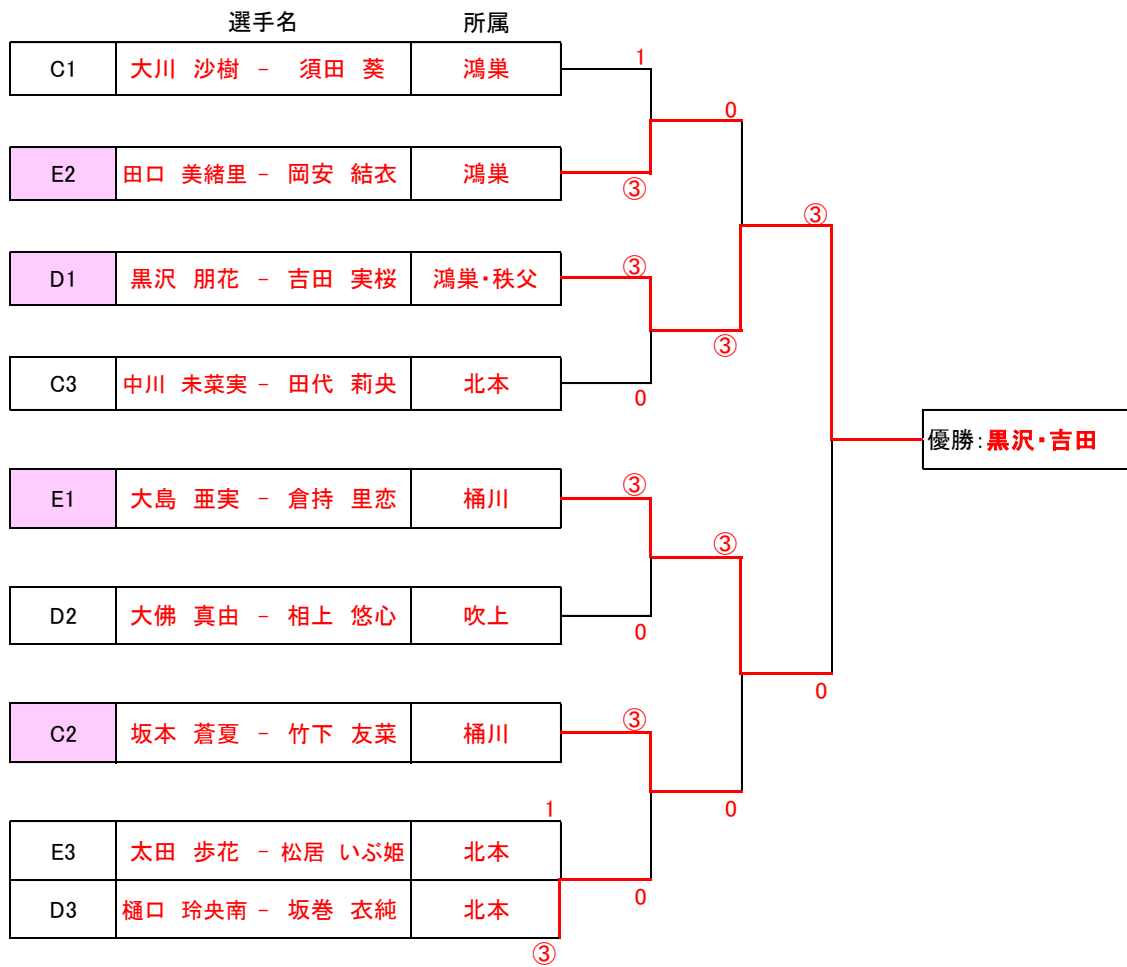 選手名 所属
1
C1 大川 沙樹 － 須田 葵 鴻巣
0
E2 田口 美緒里 － 岡安 結衣 鴻巣
③
③
③
D1 黒沢 朋花 － 吉田 実桜 鴻巣・秩父
③
C3 中川 未菜実 － 田代 莉央 北本
0
優勝：黒沢・吉田
③
E1 大島 亜実 － 倉持 里恋 桶川
③
D2 大佛 真由 － 相上 悠心 吹上
0
0
③
C2 坂本 蒼夏 － 竹下 友菜 桶川
1
0
E3 太田 歩花 － 松居 いぶ姫 北本
0
D3 樋口 玲央南 － 坂巻 衣純 北本
③